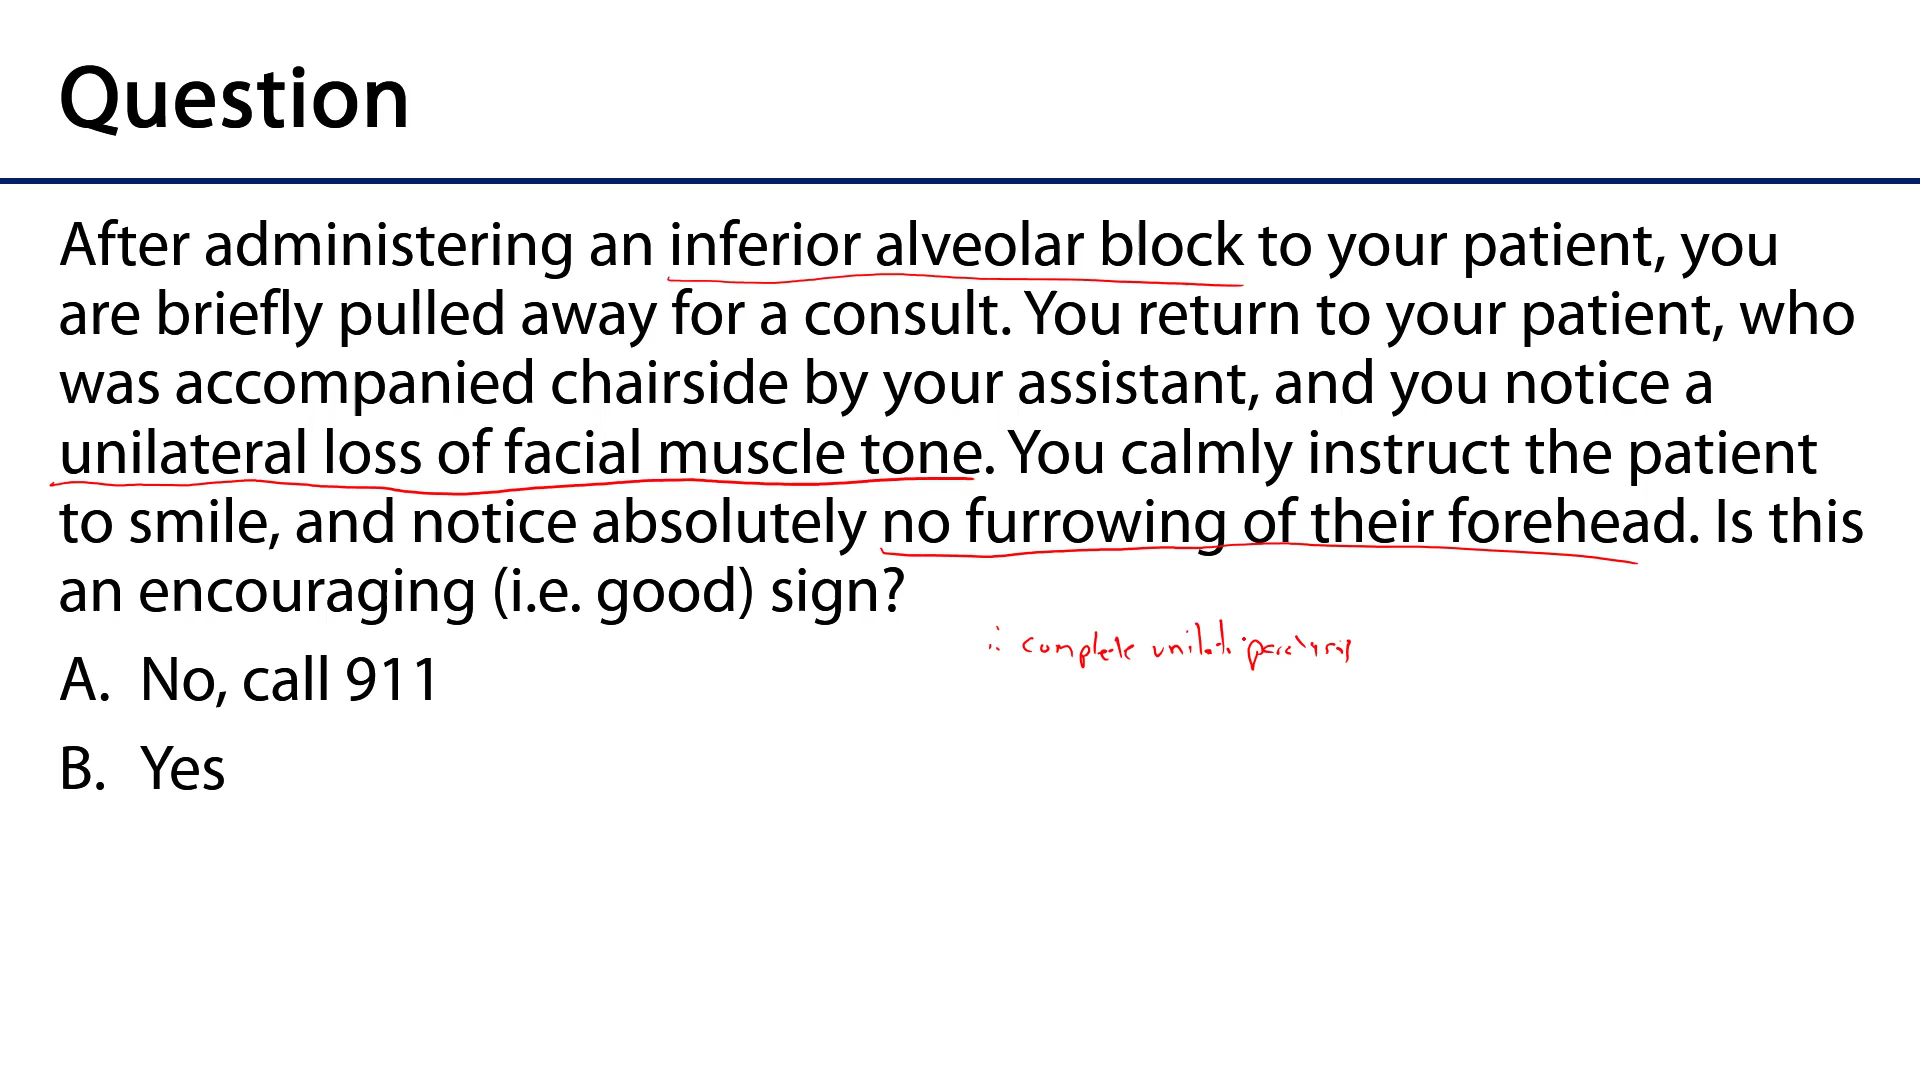 Question
After administering an inferior alveolar block to your patient, you
are briefly pulled away for a consult. You return to your patient, who
was accompanied chairside by your assistant, and you notice a
unilateral loss of facial muscle tone. You calmly instruct the patient
to smile, and notice absolutely no furrowing of their forehead. Is this
an encouraging (i.e. good) sign?
∴ complete unilat. paralysis
A. No, call 911
B. Yes